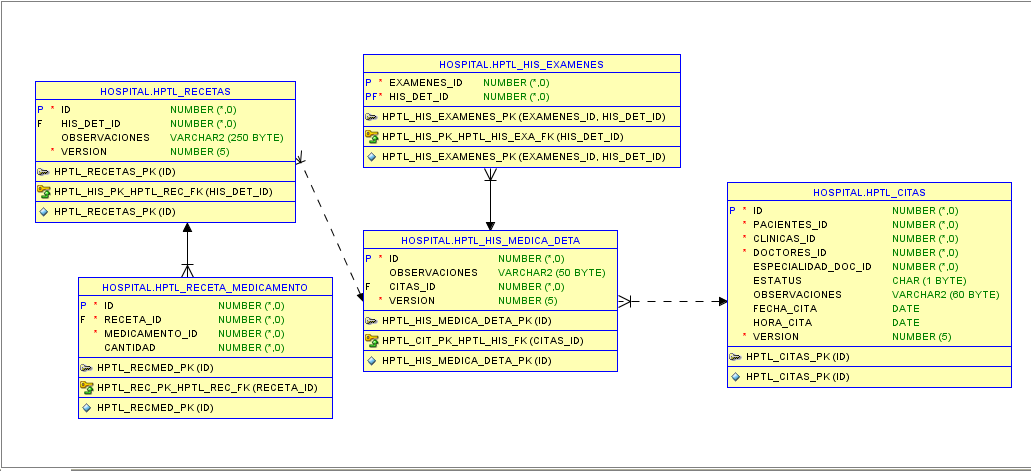 HOSPITAL.HPTL_RECETAS
P * ID NUMBER (*,0)
F HIS_DET_ID NUMBER (*,0)
OBSERVACIONES VARCHAR2 (250 BYTE)
* VERSION NUMBER (5)
HPTL_RECETAS_PK (ID)
HPTL_HIS_PK_HPTL_REC_FK (HIS_DET_ID)
HPTL_RECETAS_PK (ID)
HOSPITAL.HPTL_HIS_EXAMENES
P * EXAMENES_ID NUMBER (*,0)
PF* HIS_DET_ID NUMBER (*,0)
HPTL_HIS_EXAMENES_PK (EXAMENES_ID, HIS_DET_ID)
HPTL_HIS_PK_HPTL_HIS_EXA_FK (HIS_DET_ID)
HPTL_HIS_EXAMENES_PK (EXAMENES_ID, HIS_DET_ID)
HOSPITAL.HPTL_CITAS
P * ID NUMBER (*,0)
* PACIENTES_ID NUMBER (*,0)
* CLINICAS_ID NUMBER (*,0)
* DOCTORES_ID NUMBER (*,0)
ESPECIALIDAD_DOC_ID NUMBER (*,0)
ESTATUS CHAR (1 BYTE)
OBSERVACIONES VARCHAR2 (60 BYTE)
FECHA_CITA DATE
HORA_CITA DATE
* VERSION NUMBER (5)
HPTL_CITAS_PK (ID)
HPTL_CITAS_PK (ID)
HOSPITAL.HPTL_HIS_MEDICA_DETA
P * ID NUMBER (*,0)
OBSERVACIONES VARCHAR2 (50 BYTE)
F CITAS_ID NUMBER (*,0)
* VERSION NUMBER (5)
HPTL_HIS_MEDICA_DETA_PK (ID)
HPTL_CIT_PK_HPTL_HIS_FK (CITAS_ID)
HPTL_HIS_MEDICA_DETA_PK (ID)
HOSPITAL.HPTL_RECETA_MEDICAMENTO
P * ID NUMBER (*,0)
F * RECETA_ID NUMBER (*,0)
* MEDICAMENTO_ID NUMBER (*,0)
CANTIDAD NUMBER (*,0)
HPTL_RECMED_PK (ID)
HPTL_REC_PK_HPTL_REC_FK (RECETA_ID)
HPTL_RECMED_PK (ID)